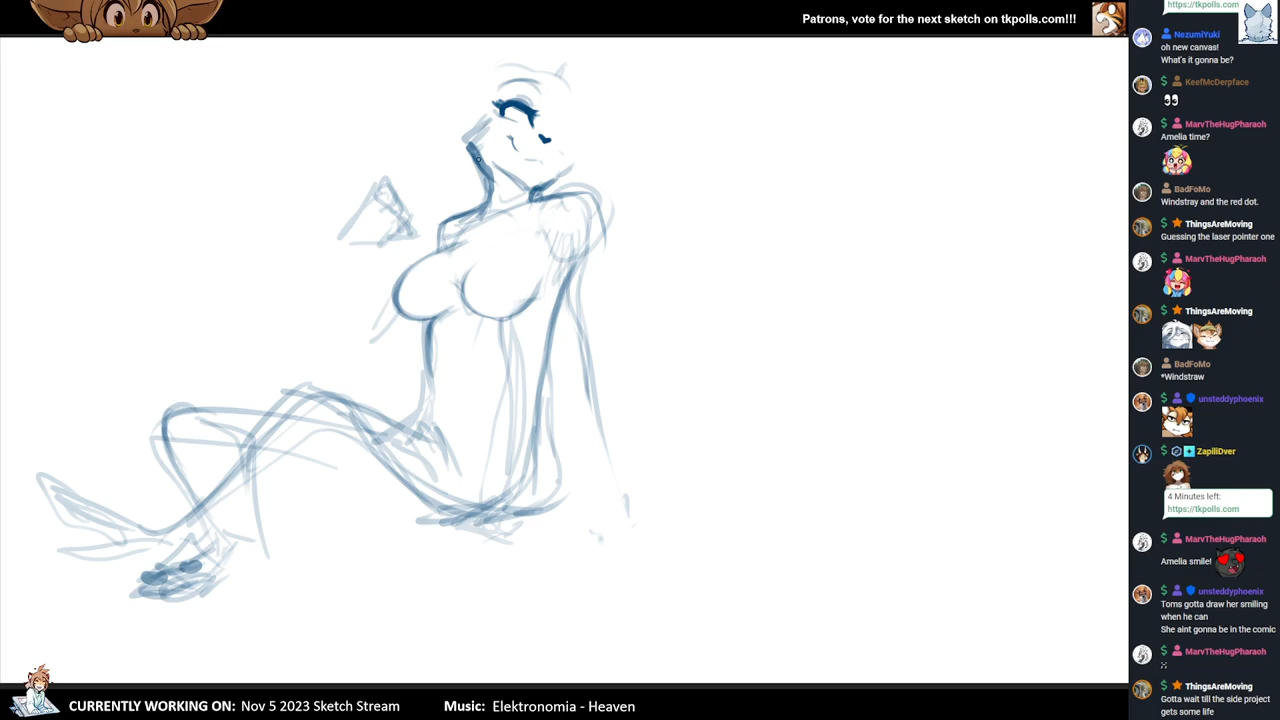 Patrons, vote for the next sketch on tkpolls.com!!!
https://tkpolls.com
NezumiYuki
oh new canvas!
What's it gonna be?
$ KeefMcDerpface
$ MarvTheHugPharaoh
Amelia time?
BadFoMo
Windstray and the red dot.
$ ThingsAreMoving
Guessing the laser pointer one
$ MarvTheHugPharaoh
$ ThingsAreMoving
BadFoMo
*Windstraw
$ unsteddyphoenix
$ ZapiliDver
4 Minutes left:
https://tkpolls.com
$ MarvTheHugPharaoh
Amelia smile!
$ unsteddyphoenix
Toms gotta draw her smiling
when he can
She aint gonna be in the comic
$ MarvTheHugPharaoh
$ ThingsAreMoving
Gotta wait till the side project
gets some life
CURRENTLY WORKING ON: Nov 5 2023 Sketch Stream
Music: Elektronomia - Heaven